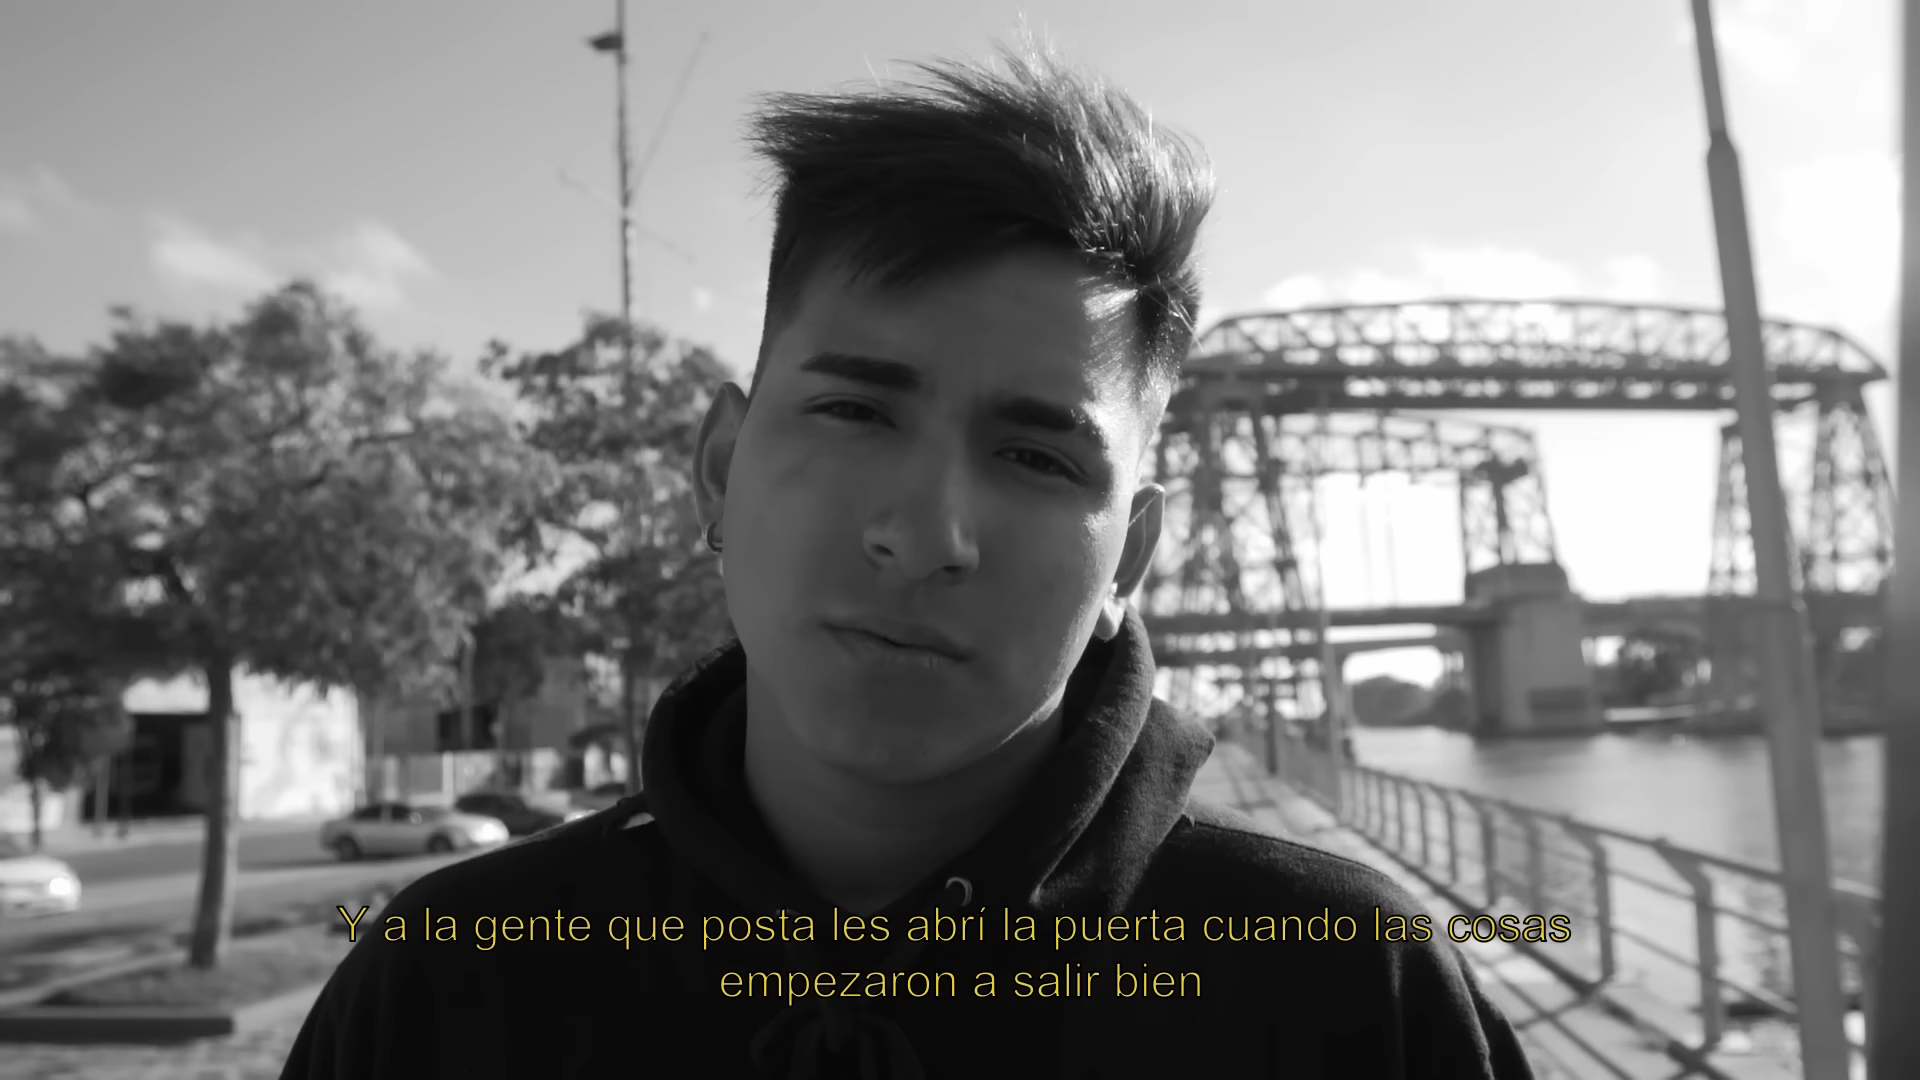 Y a la gente que posta les abrí la puerta cuando las cosas
empezaron a salir bien